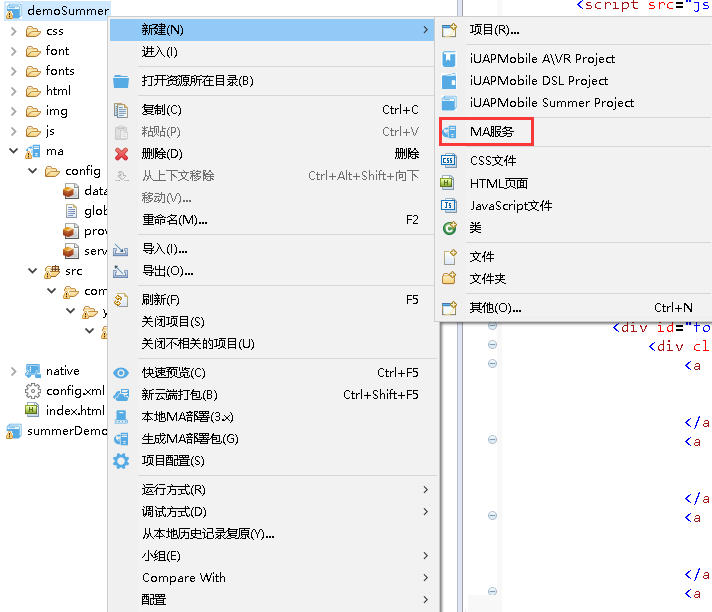 demoSummer
css
font
fonts
html
img
js
ma
config
data
glob
prov
serv
src
com
y
native
config.xml
index.html
summerDemo
新建(N)
进入(I)
打开资源所在目录(B)
复制(C) Ctrl+C
粘贴(P) Ctrl+V
删除(D) 删除
从上下文移除 Ctrl+Alt+Shift+向下
移动(V)...
重命名(M)... F2
导入(I)...
导出(O)...
刷新(F) F5
关闭项目(S)
关闭不相关的项目(U)
快速预览(C) Ctrl+F5
新云端打包(B) Ctrl+Shift+F5
本地MA部署(3.x)
生成MA部署包(G)
项目配置(S)
运行方式(R)
调试方式(D)
从本地历史记录复原(Y)...
小组(E)
Compare With
配置
项目(R)...
iUAPMobile A\VR Project
iUAPMobile DSL Project
iUAPMobile Summer Project
MA服务
CSS文件
HTML页面
JavaScript文件
类
文件
文件夹
其他(O)... Ctrl+N
<script src="js
<div id="fo
<div cl
<a
</a
<a
</a
<a
</a
<a